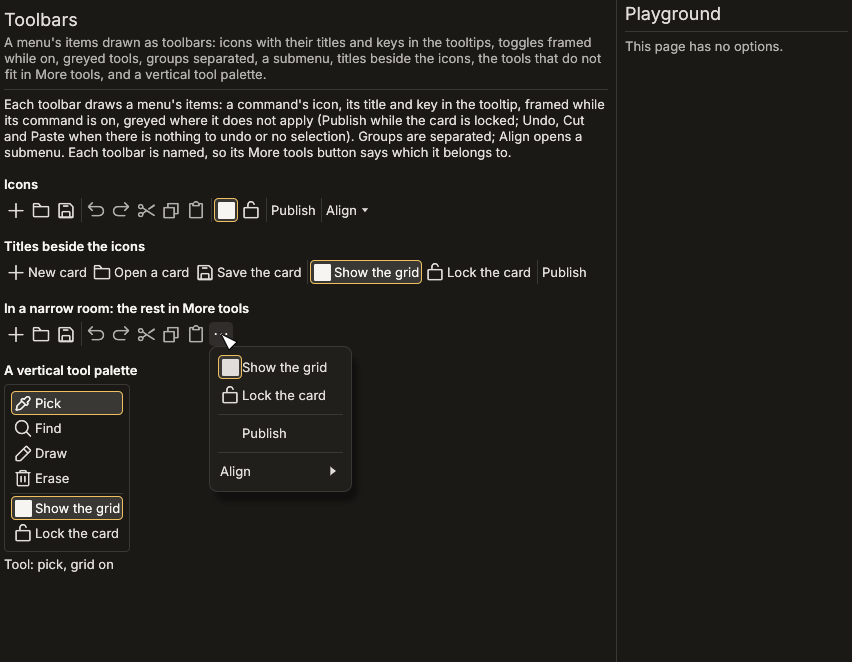 Toolbars
A menu's items drawn as toolbars: icons with their titles and keys in the tooltips, toggles framed
while on, greyed tools, groups separated, a submenu, titles beside the icons, the tools that do not
fit in More tools, and a vertical tool palette.
Each toolbar draws a menu's items: a command's icon, its title and key in the tooltip, framed while
its command is on, greyed where it does not apply (Publish while the card is locked; Undo, Cut
and Paste when there is nothing to undo or no selection). Groups are separated; Align opens a
submenu. Each toolbar is named, so its More tools button says which it belongs to.
Icons
Publish Align
Titles beside the icons
New card Open a card Save the card Show the grid Lock the card Publish
In a narrow room: the rest in More tools
Show the grid
Lock the card
Publish
Align
A vertical tool palette
Pick
Find
Draw
Erase
Show the grid
Lock the card
Tool: pick, grid on
Playground
This page has no options.